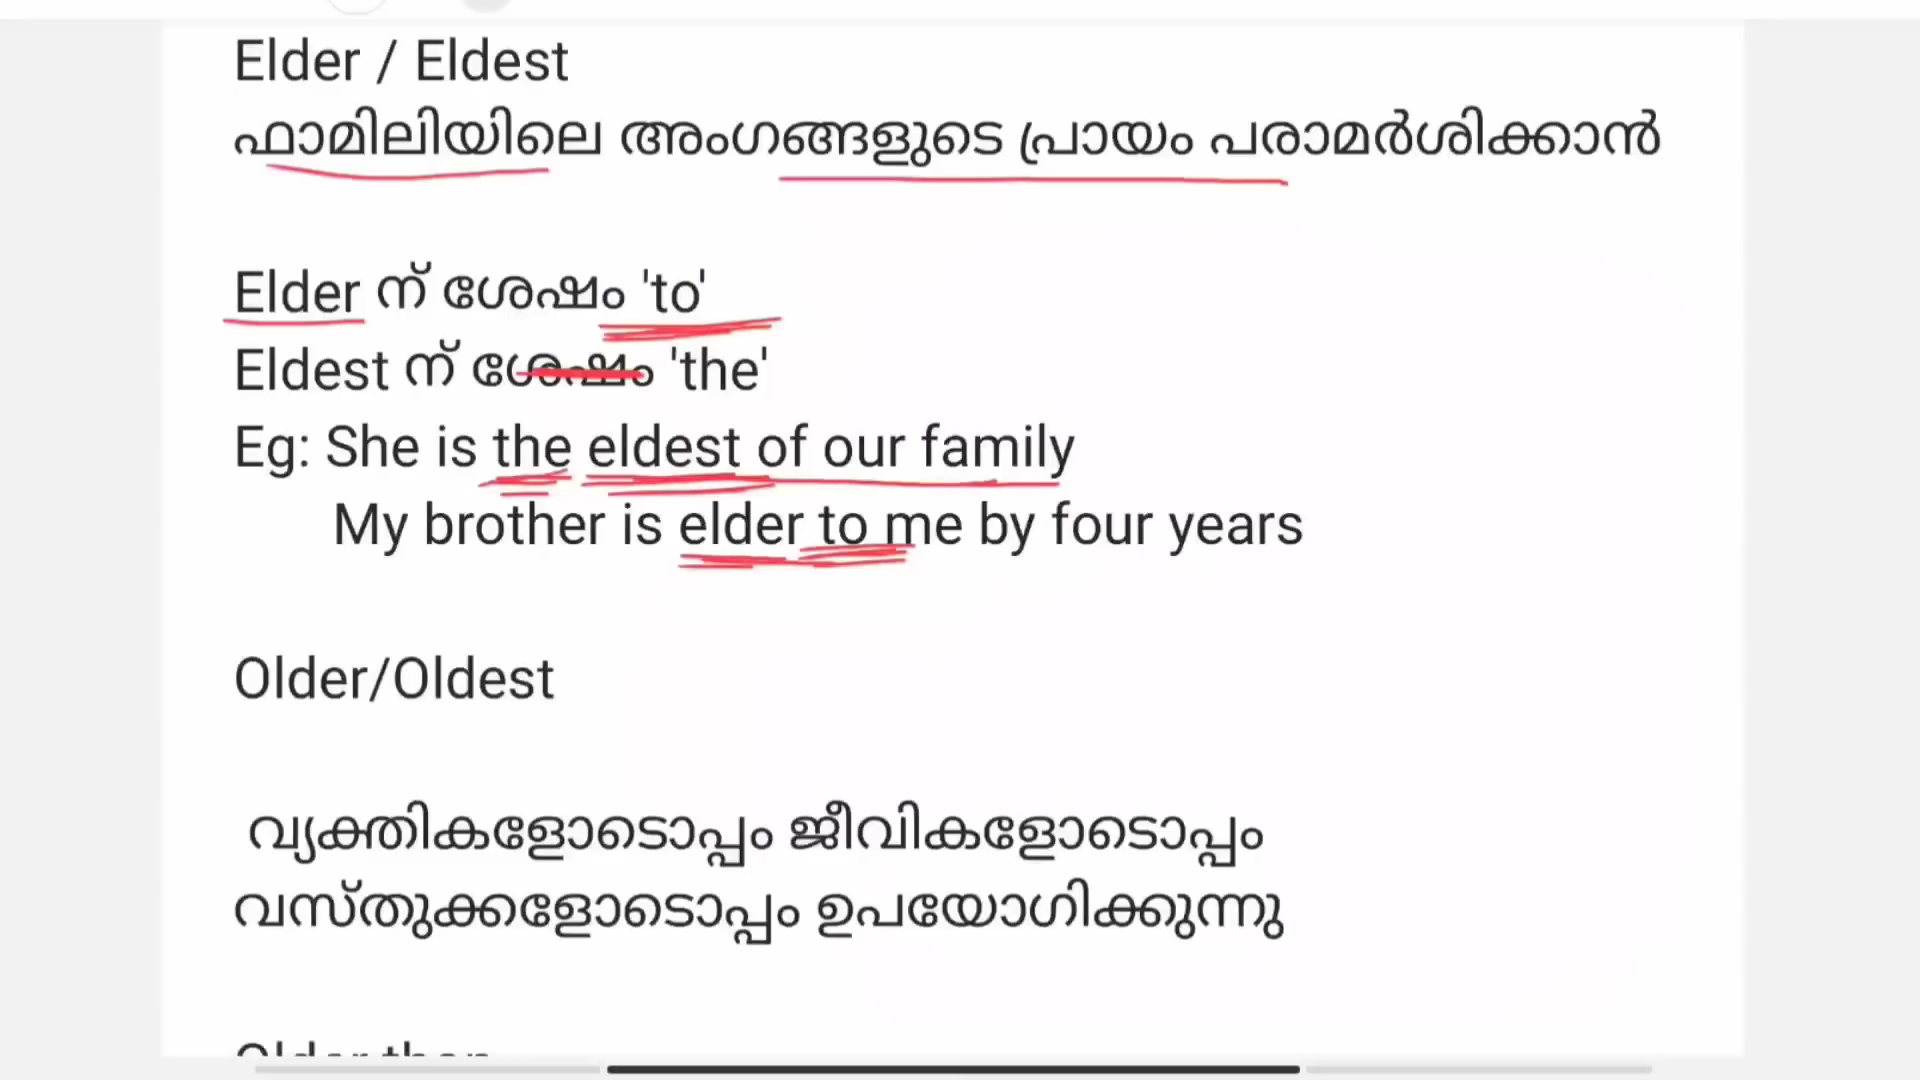 Elder / Eldest
ഫാമിലിയിലെ അംഗങ്ങളുടെ പ്രായം പരാമർശിക്കാൻ
Elder ന് ശേഷം 'to'
Eldest ന് ശേഷം 'the'
Eg: She is the eldest of our family
My brother is elder to me by four years
Older/Oldest
വ്യക്തികളോടൊപ്പം ജീവികളോടൊപ്പം
വസ്തുക്കളോടൊപ്പം ഉപയോഗിക്കുന്നു